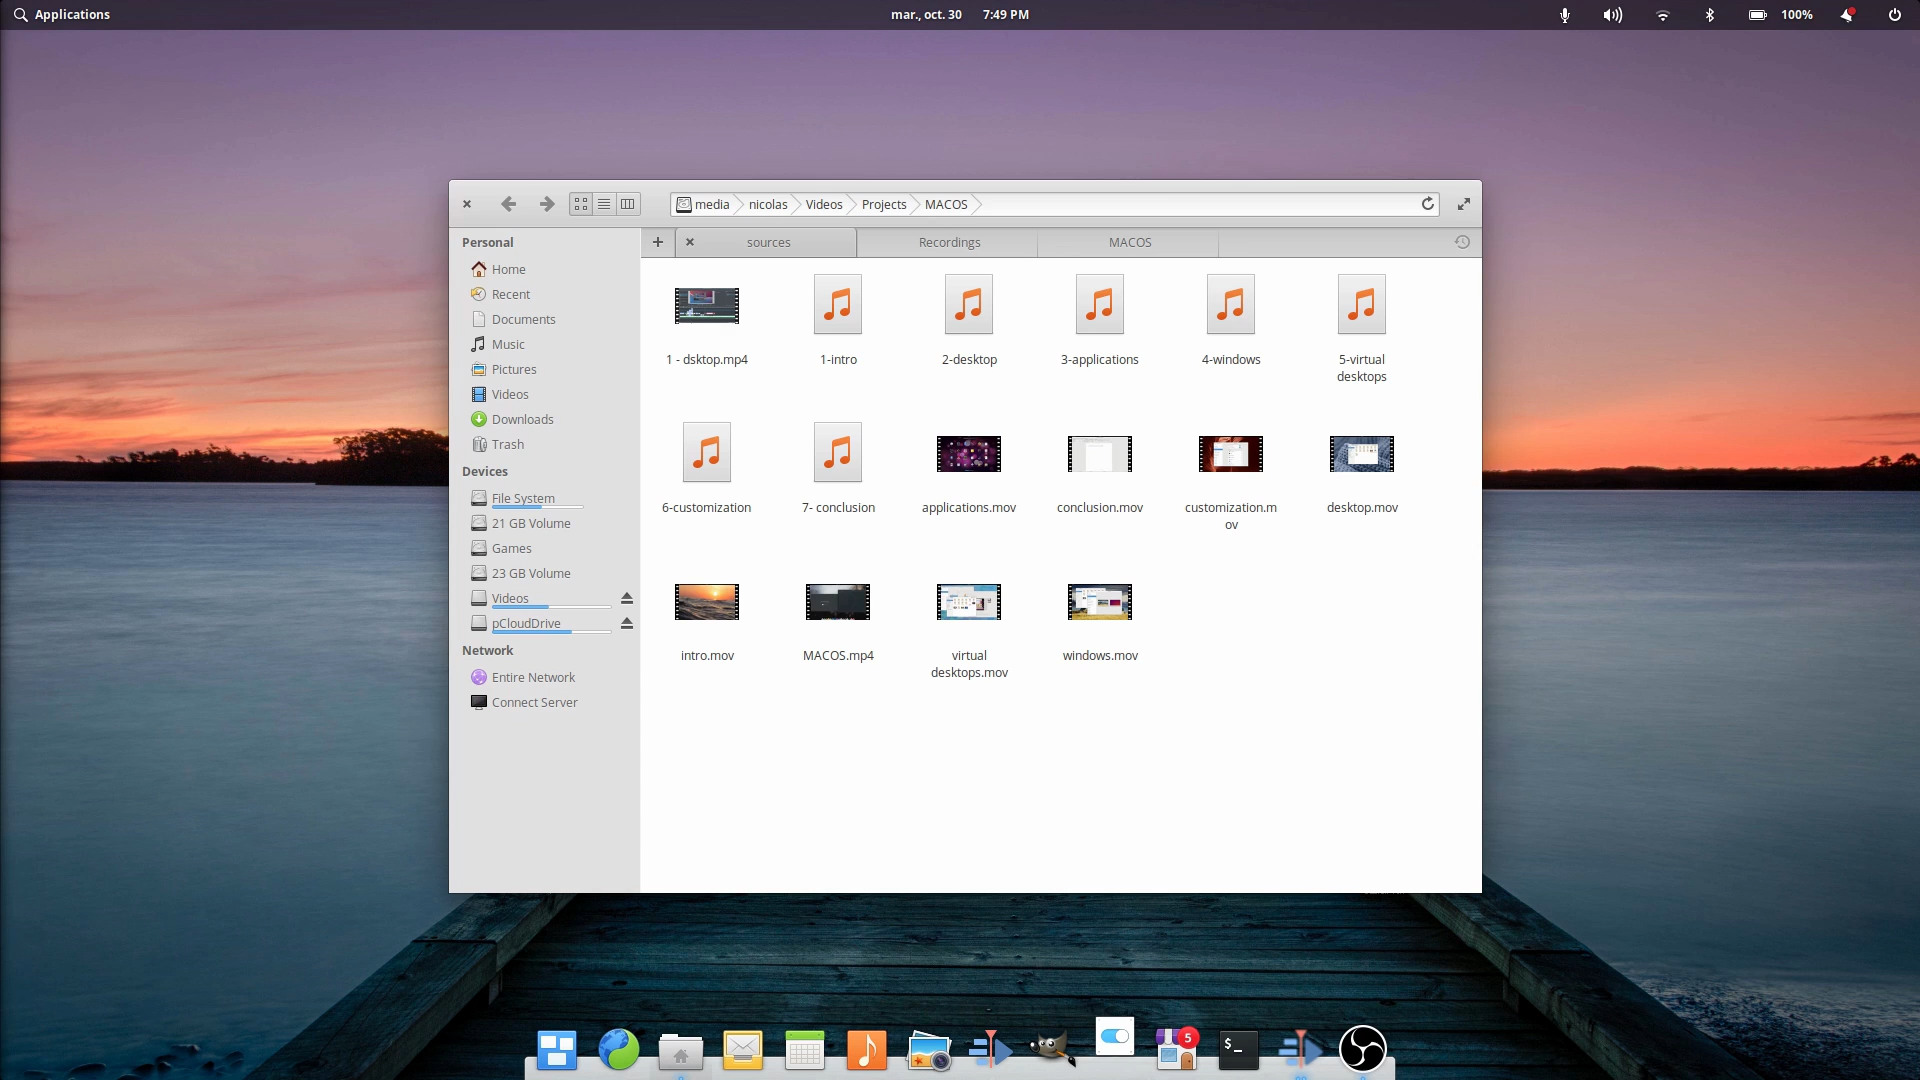 Applications
mar., oct. 30 7:49 PM
100%
media nicolas Videos Projects MACOS
Personal
Home
Recent
Documents
Music
Pictures
Videos
Downloads
Trash
Devices
File System
21 GB Volume
Games
23 GB Volume
Videos
pCloudDrive
Network
Entire Network
Connect Server
sources Recordings MACOS
1 - dsktop.mp4
1-intro
2-desktop
3-applications
4-windows
5-virtual
desktops
6-customization
7- conclusion
applications.mov
conclusion.mov
customization.m
ov
desktop.mov
intro.mov
MACOS.mp4
virtual
desktops.mov
windows.mov
5
$_